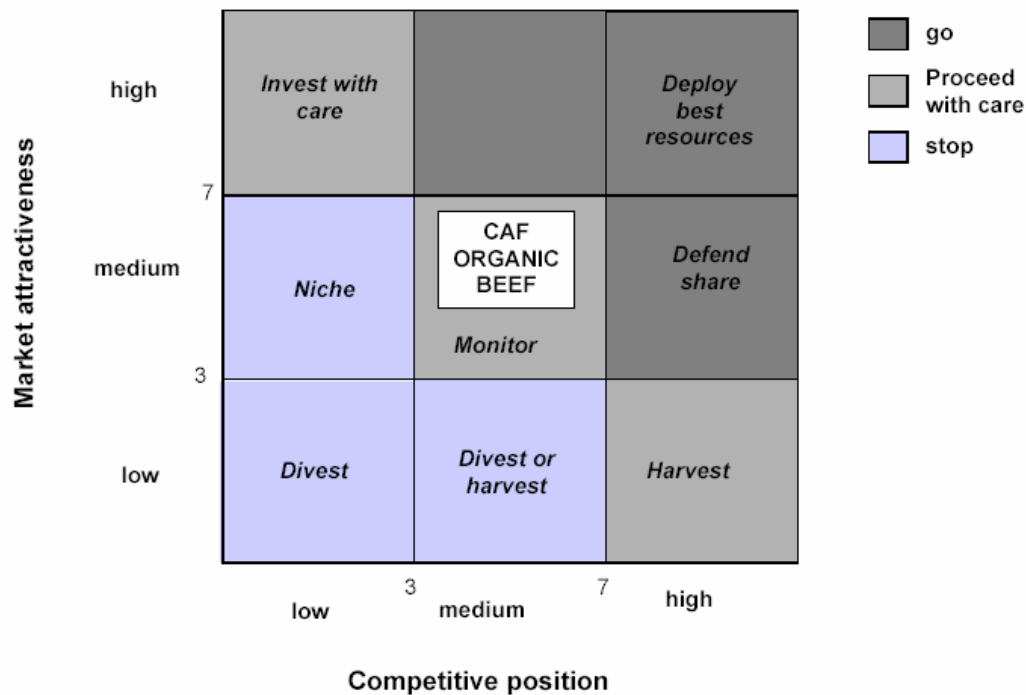 go
Proceed
with care
stop
Market attractiveness
high
Invest with
care
Deploy
best
resources
7
medium
Niche
CAF
ORGANIC
BEEF
Monitor
Defend
share
3
low
Divest
Divest or
harvest
Harvest
3
7
low
medium
high
Competitive position